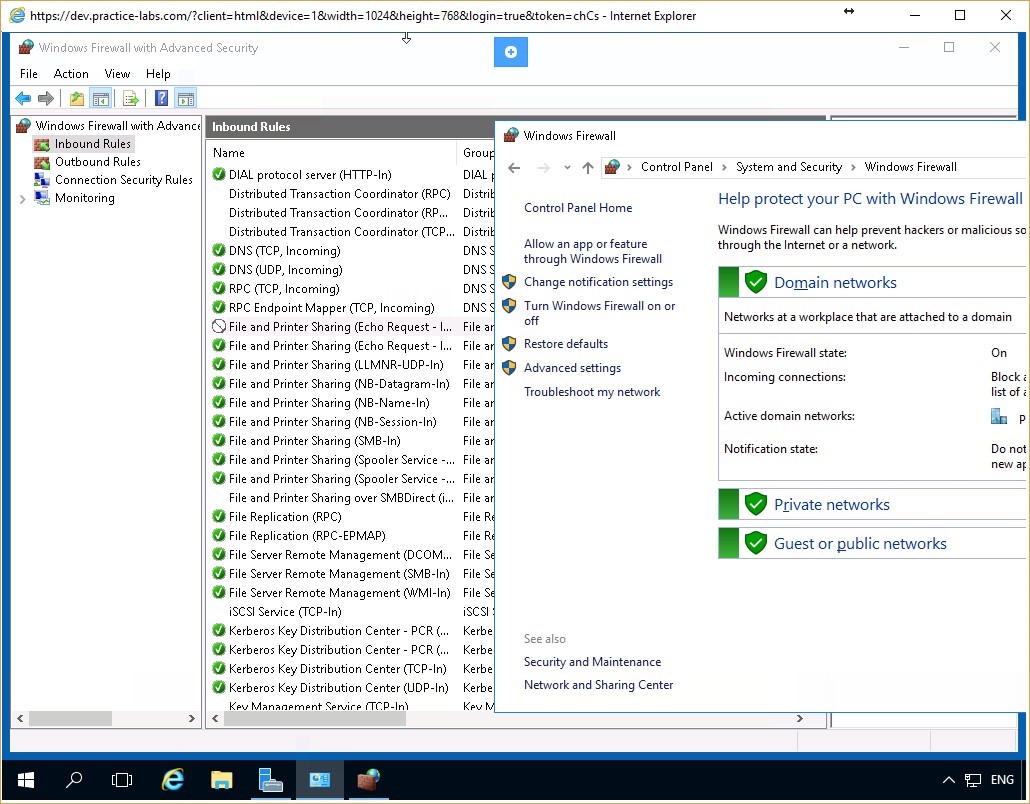 https://dev.practice-labs.com/?client=html&device=1&width=1024&height=768&login=true&token=chCs - Internet Explorer
Windows Firewall with Advanced Security
File Action View Help
Windows Firewall with Advance
Inbound Rules
Outbound Rules
Connection Security Rules
Monitoring
Inbound Rules
Name Group
DIAL protocol server (HTTP-In) DIAL p
Distributed Transaction Coordinator (RPC) Distri
Distributed Transaction Coordinator (RP... Distri
Distributed Transaction Coordinator (TCP... Distri
DNS (TCP, Incoming) DNS S
DNS (UDP, Incoming) DNS S
RPC (TCP, Incoming) DNS S
RPC Endpoint Mapper (TCP, Incoming) DNS S
File and Printer Sharing (Echo Request - I... File ar
File and Printer Sharing (Echo Request - I... File ar
File and Printer Sharing (LLMNR-UDP-In) File ar
File and Printer Sharing (NB-Datagram-In) File ar
File and Printer Sharing (NB-Name-In) File ar
File and Printer Sharing (NB-Session-In) File ar
File and Printer Sharing (SMB-In) File ar
File and Printer Sharing (Spooler Service -... File ar
File and Printer Sharing (Spooler Service -... File ar
File and Printer Sharing over SMBDirect (i... File ar
File Replication (RPC) File Re
File Replication (RPC-EPMAP) File Re
File Server Remote Management (DCOM... File Se
File Server Remote Management (SMB-In) File Se
File Server Remote Management (WMI-In) File Se
iSCSI Service (TCP-In) iSCSI
Kerberos Key Distribution Center - PCR (... Kerbe
Kerberos Key Distribution Center - PCR (... Kerbe
Kerberos Key Distribution Center (TCP-In) Kerbe
Kerberos Key Distribution Center (UDP-In) Kerbe
Key Management Service (TCP-In) Key M
Windows Firewall
Control Panel > System and Security > Windows Firewall
Control Panel Home
Allow an app or feature
through Windows Firewall
Change notification settings
Turn Windows Firewall on or
off
Restore defaults
Advanced settings
Troubleshoot my network
See also
Security and Maintenance
Network and Sharing Center
Help protect your PC with Windows Firewall
Windows Firewall can help prevent hackers or malicious so
through the Internet or a network.
Domain networks
Networks at a workplace that are attached to a domain
Windows Firewall state: On
Incoming connections: Block a
list of a
Active domain networks: P
Notification state: Do not
new ap
Private networks
Guest or public networks
ENG